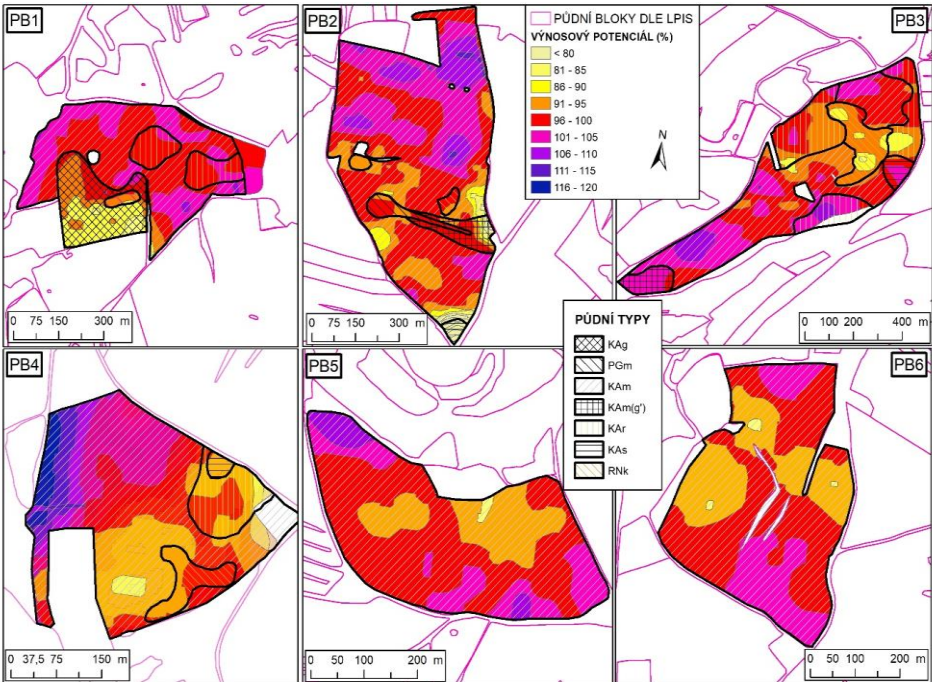 PB1
0 75 150 300 m
PB2
0 75 150 300 m
PŮDNÍ BLOKY DLE LPIS
VÝNOSOVÝ POTENCIÁL (%)
< 80
81 - 85
86 - 90
91 - 95
96 - 100
101 - 105
106 - 110
111 - 115
116 - 120
N
PB3
0 100 200 400 m
PŮDNÍ TYPY
KAg
PGm
KAm
KAm(g')
KAr
KAs
RNk
PB4
0 37,5 75 150 m
PB5
0 50 100 200 m
PB6
0 50 100 200 m